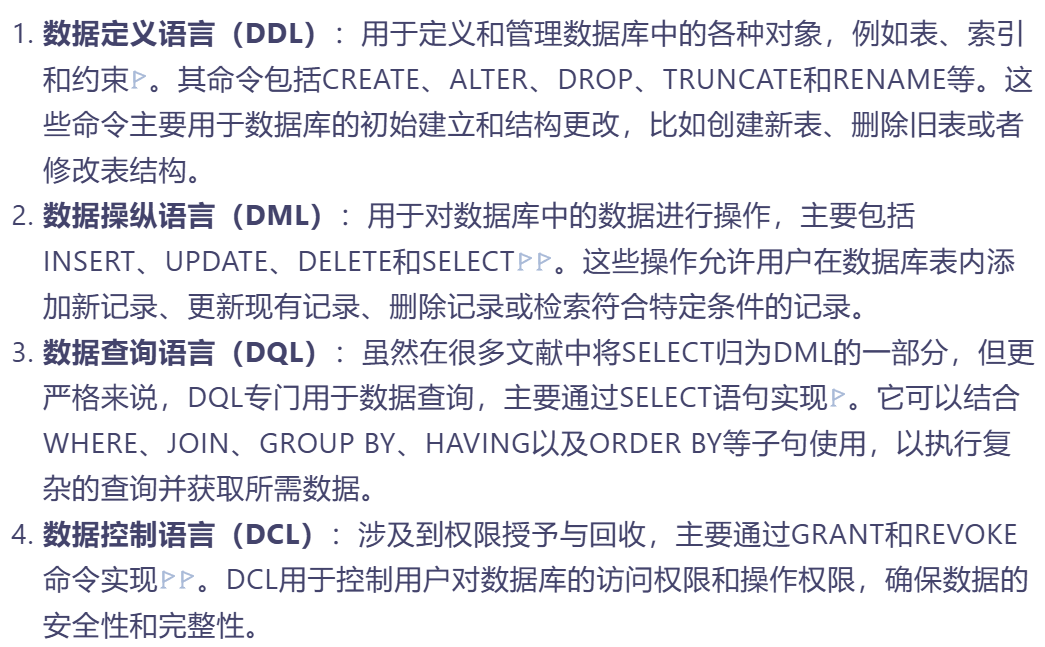 1. 数据定义语言（DDL）：用于定义和管理数据库中的各种对象，例如表、索引
和约束。其命令包括CREATE、ALTER、DROP、TRUNCATE和RENAME等。这
些命令主要用于数据库的初始建立和结构更改，比如创建新表、删除旧表或者
修改表结构。
2. 数据操纵语言（DML）：用于对数据库中的数据进行操作，主要包括
INSERT、UPDATE、DELETE和SELECT。这些操作允许用户在数据库表内添
加新记录、更新现有记录、删除记录或检索符合特定条件的记录。
3. 数据查询语言（DQL）：虽然在很多文献中将SELECT归为DML的一部分，但更
严格来说，DQL专门用于数据查询，主要通过SELECT语句实现。它可以结合
WHERE、JOIN、GROUP BY、HAVING以及ORDER BY等子句使用，以执行复
杂的查询并获取所需数据。
4. 数据控制语言（DCL）：涉及到权限授予与回收，主要通过GRANT和REVOKE
命令实现。DCL用于控制用户对数据库的访问权限和操作权限，确保数据的
安全性和完整性。